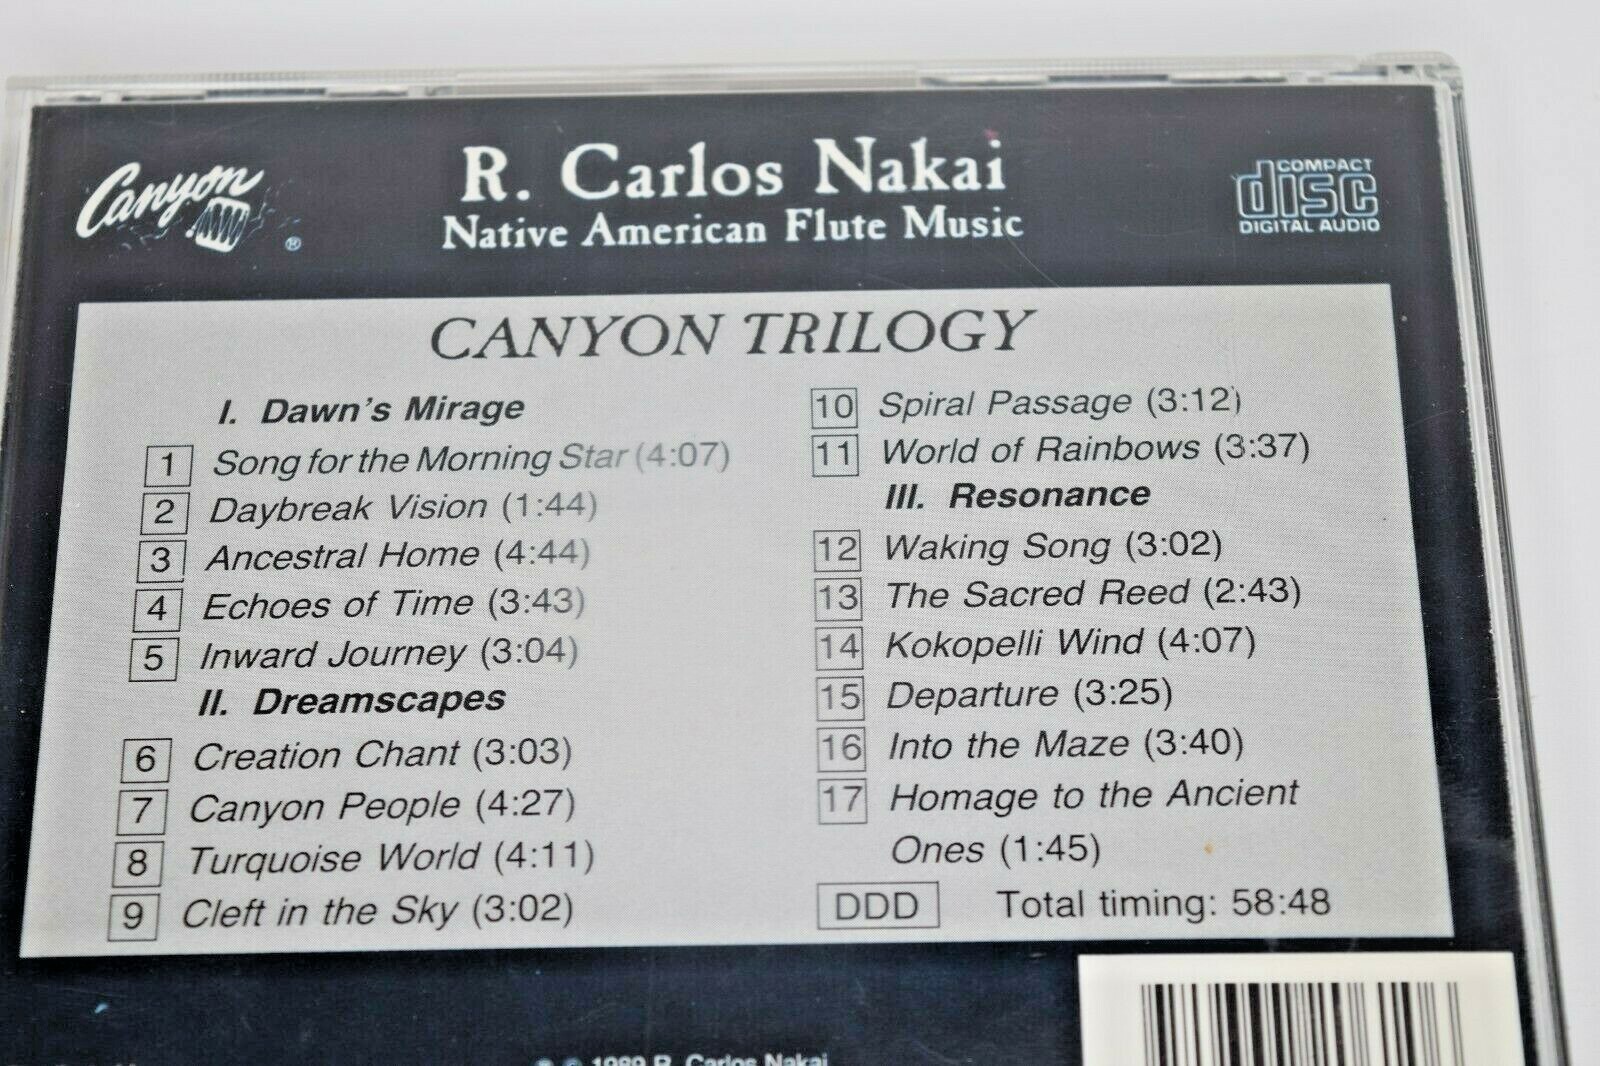 Canyon ®
R. Carlos Nakai
Native American Flute Music
COMPACT
disc
DIGITAL AUDIO
CANYON TRILOGY
I. Dawn's Mirage
1 Song for the Morning Star (4:07)
2 Daybreak Vision (1:44)
3 Ancestral Home (4:44)
4 Echoes of Time (3:43)
5 Inward Journey (3:04)
II. Dreamscapes
6 Creation Chant (3:03)
7 Canyon People (4:27)
8 Turquoise World (4:11)
9 Cleft in the Sky (3:02)
10 Spiral Passage (3:12)
11 World of Rainbows (3:37)
III. Resonance
12 Waking Song (3:02)
13 The Sacred Reed (2:43)
14 Kokopelli Wind (4:07)
15 Departure (3:25)
16 Into the Maze (3:40)
17 Homage to the Ancient
Ones (1:45)
DDD Total timing: 58:48
1989 R. Carlos Nakai